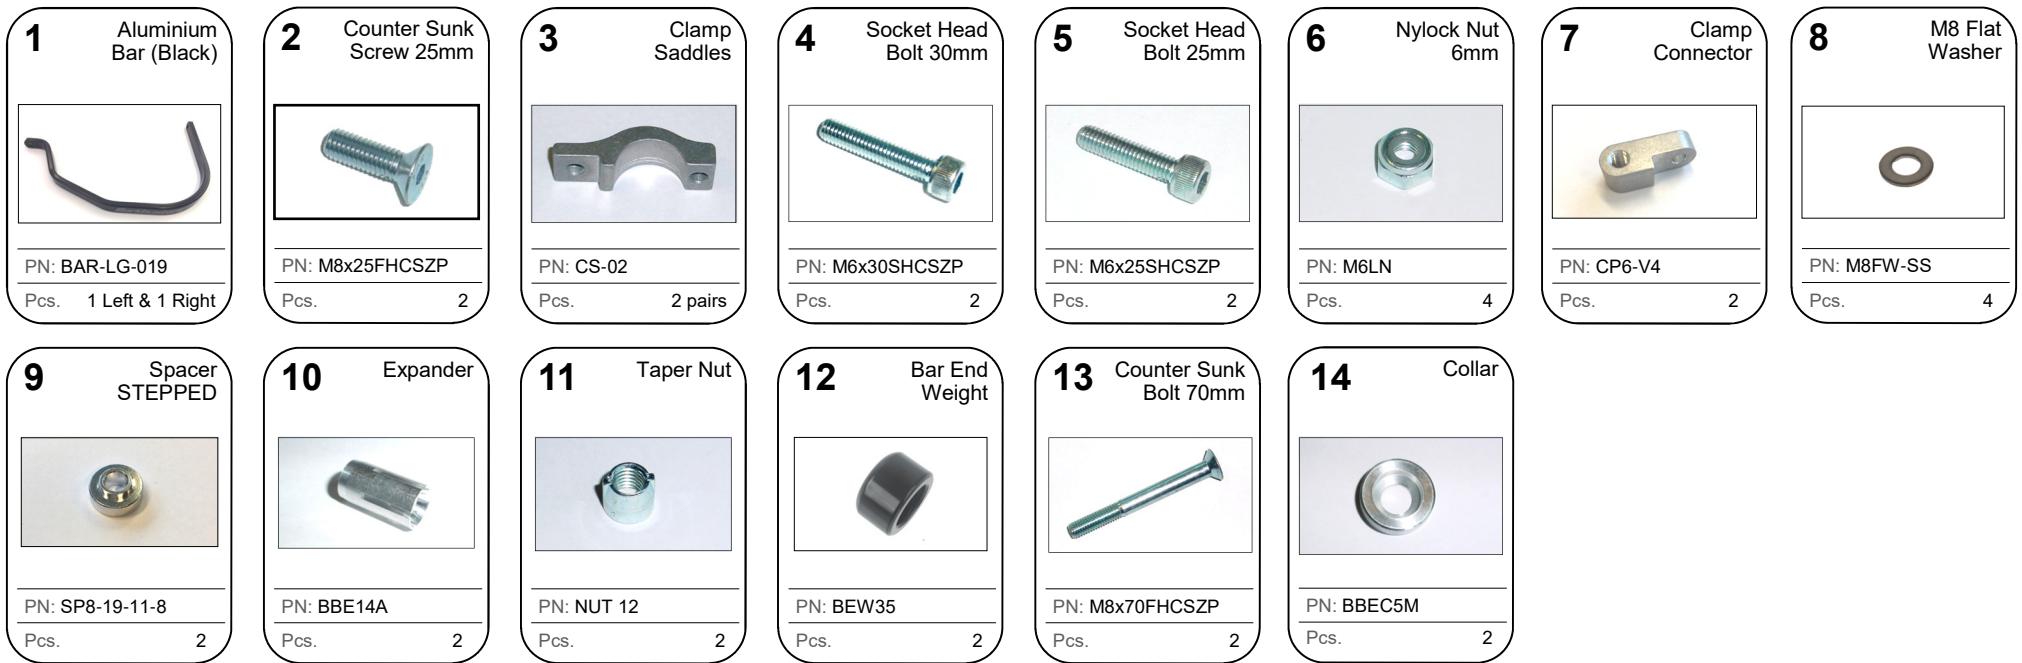 1
Aluminium
Bar (Black)
PN: BAR-LG-019
Pcs. 1 Left & 1 Right
2
Counter Sunk
Screw 25mm
PN: M8x25FHCSZP
Pcs. 2
3
Clamp
Saddles
PN: CS-02
Pcs. 2 pairs
4
Socket Head
Bolt 30mm
PN: M6x30SHCSZP
Pcs. 2
5
Socket Head
Bolt 25mm
PN: M6x25SHCSZP
Pcs. 2
6
Nylock Nut
6mm
PN: M6LN
Pcs. 4
7
Clamp
Connector
PN: CP6-V4
Pcs. 2
8
M8 Flat
Washer
PN: M8FW-SS
Pcs. 4
9
Spacer
STEPPED
PN: SP8-19-11-8
Pcs. 2
10
Expander
PN: BBE14A
Pcs. 2
11
Taper Nut
PN: NUT 12
Pcs. 2
12
Bar End
Weight
PN: BEW35
Pcs. 2
13
Counter Sunk
Bolt 70mm
PN: M8x70FHCSZP
Pcs. 2
14
Collar
PN: BBEC5M
Pcs. 2